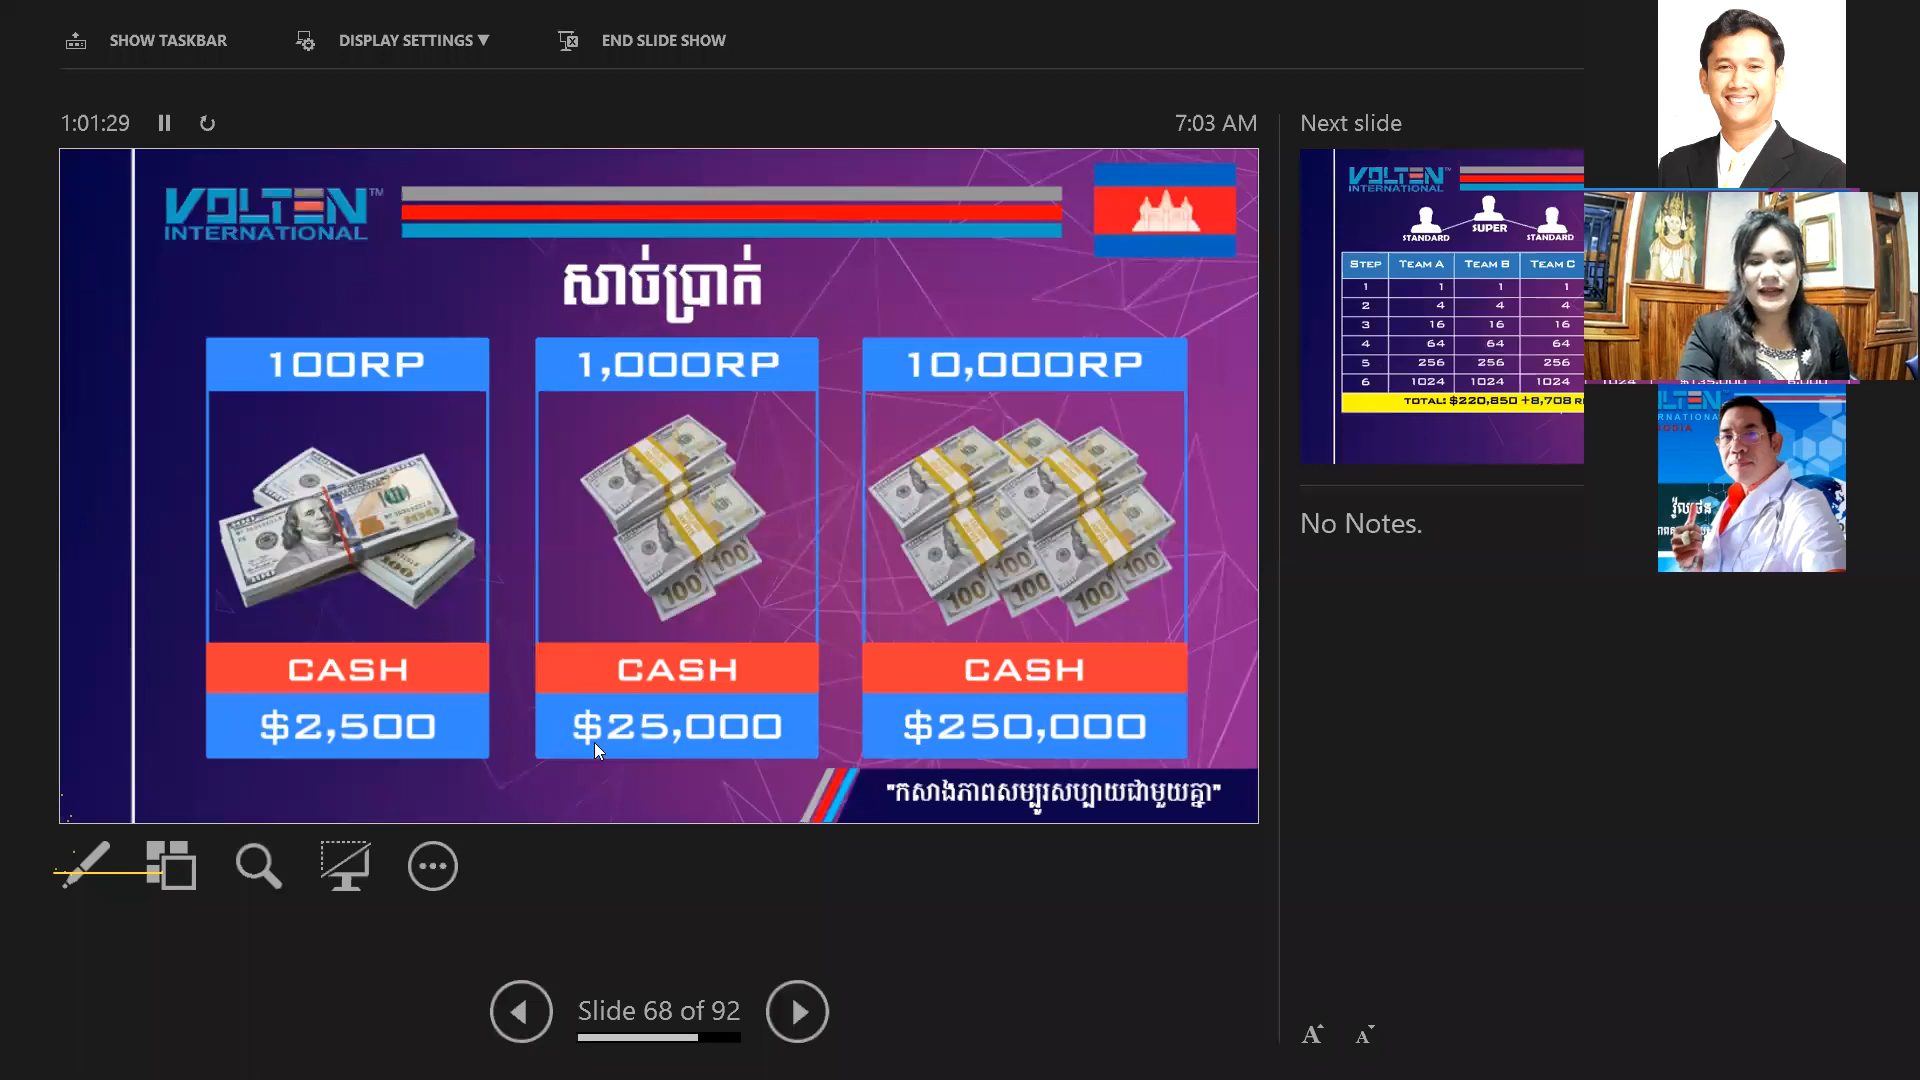 SHOW TASKBAR
DISPLAY SETTINGS ▼
END SLIDE SHOW
1:01:29
7:03 AM
Next slide
VOLTEN™
INTERNATIONAL
សាច់ប្រាក់
100RP
1,000RP
10,000RP
CASH
CASH
CASH
$2,500
$25,000
$250,000
"កសាងភាពសម្បូរសប្បាយជាមួយគ្នា"
VOLTEN
INTERNATIONAL
STANDARD
SUPER
STANDARD
STEP TEAM A TEAM B TEAM C
1 1 1 1
2 4 4 4
3 16 16 16
4 64 64 64
5 256 256 256
6 1024 1024 1024
TOTAL: $220,850 +8,708
No Notes.
Slide 68 of 92